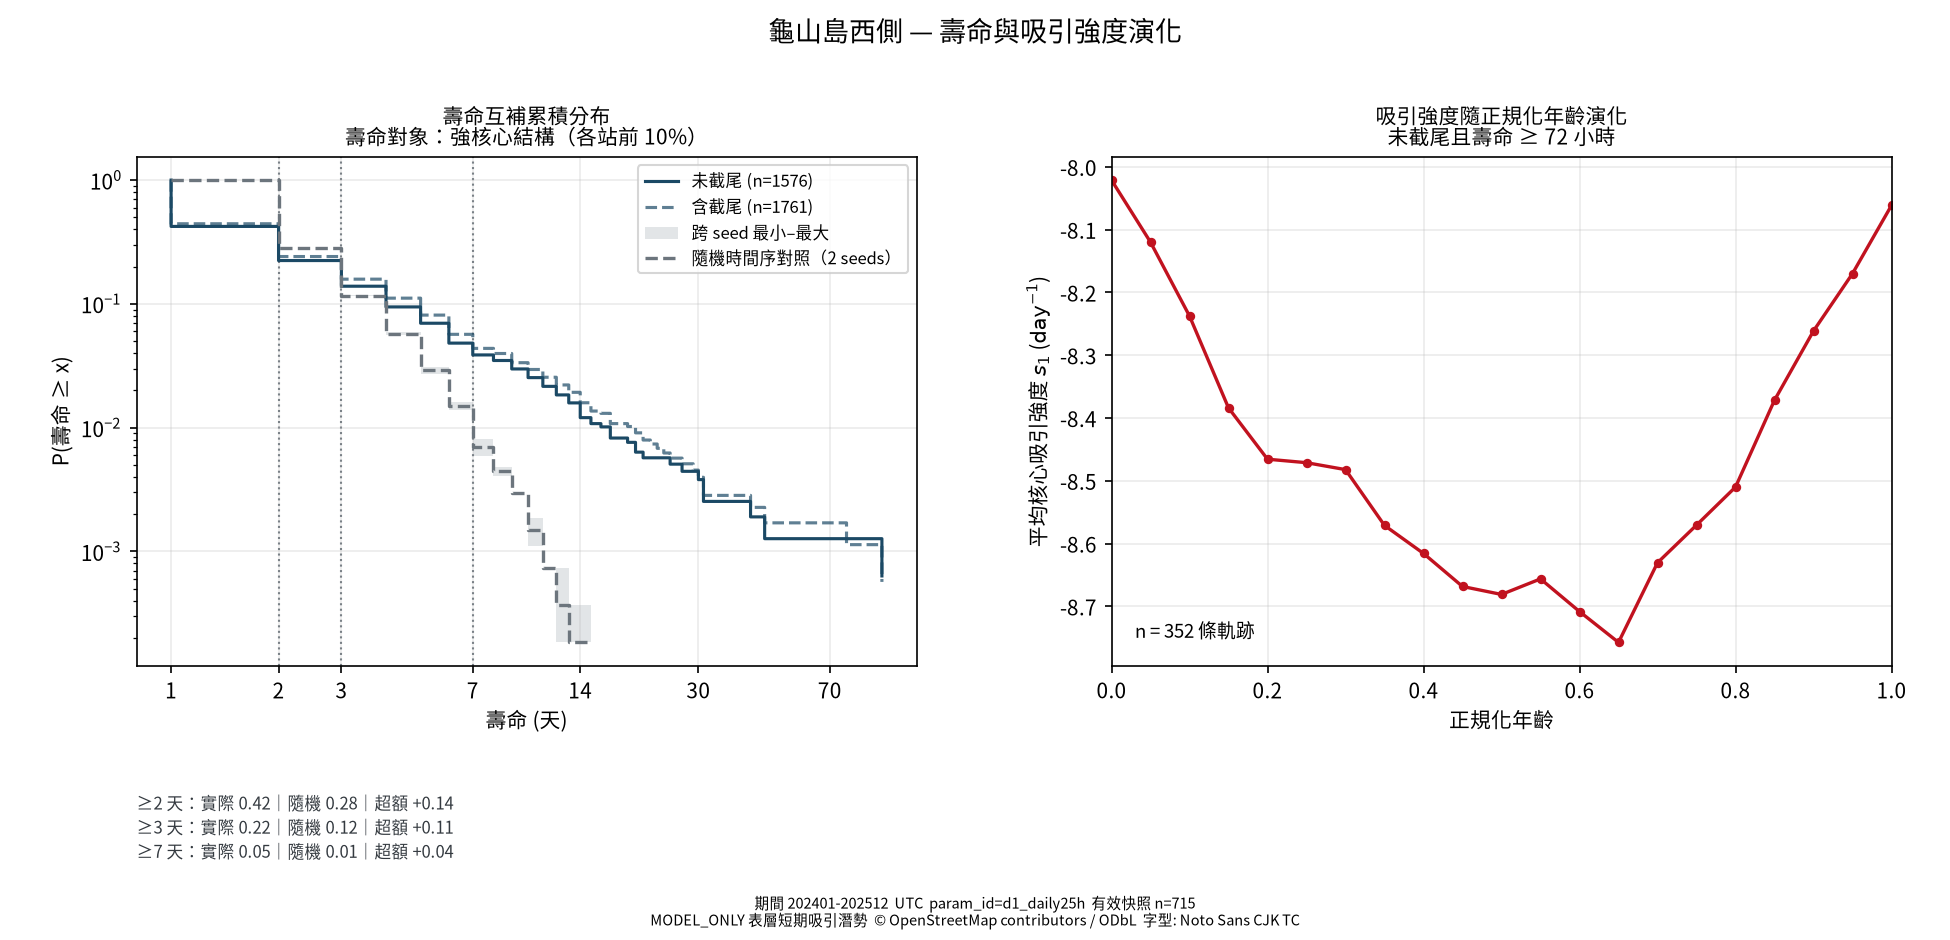 龜山島西側 — 壽命與吸引強度演化
壽命互補累積分布
壽命對象：強核心結構（各站前 10%）
P(壽命 ≥ x)
10⁰
10⁻¹
10⁻²
10⁻³
未截尾 (n=1576)
含截尾 (n=1761)
跨 seed 最小–最大
隨機時間序對照（2 seeds）
1 2 3 7 14 30 70
壽命 (天)
吸引強度隨正規化年齡演化
未截尾且壽命 ≥ 72 小時
平均核心吸引強度 s₁ (day⁻¹)
-8.0
-8.1
-8.2
-8.3
-8.4
-8.5
-8.6
-8.7
n = 352 條軌跡
0.0 0.2 0.4 0.6 0.8 1.0
正規化年齡
≥2 天：實際 0.42｜隨機 0.28｜超額 +0.14
≥3 天：實際 0.22｜隨機 0.12｜超額 +0.11
≥7 天：實際 0.05｜隨機 0.01｜超額 +0.04
期間 202401-202512 UTC param_id=d1_daily25h 有效快照 n=715
MODEL_ONLY 表層短期吸引潛勢 © OpenStreetMap contributors / ODbL 字型: Noto Sans CJK TC